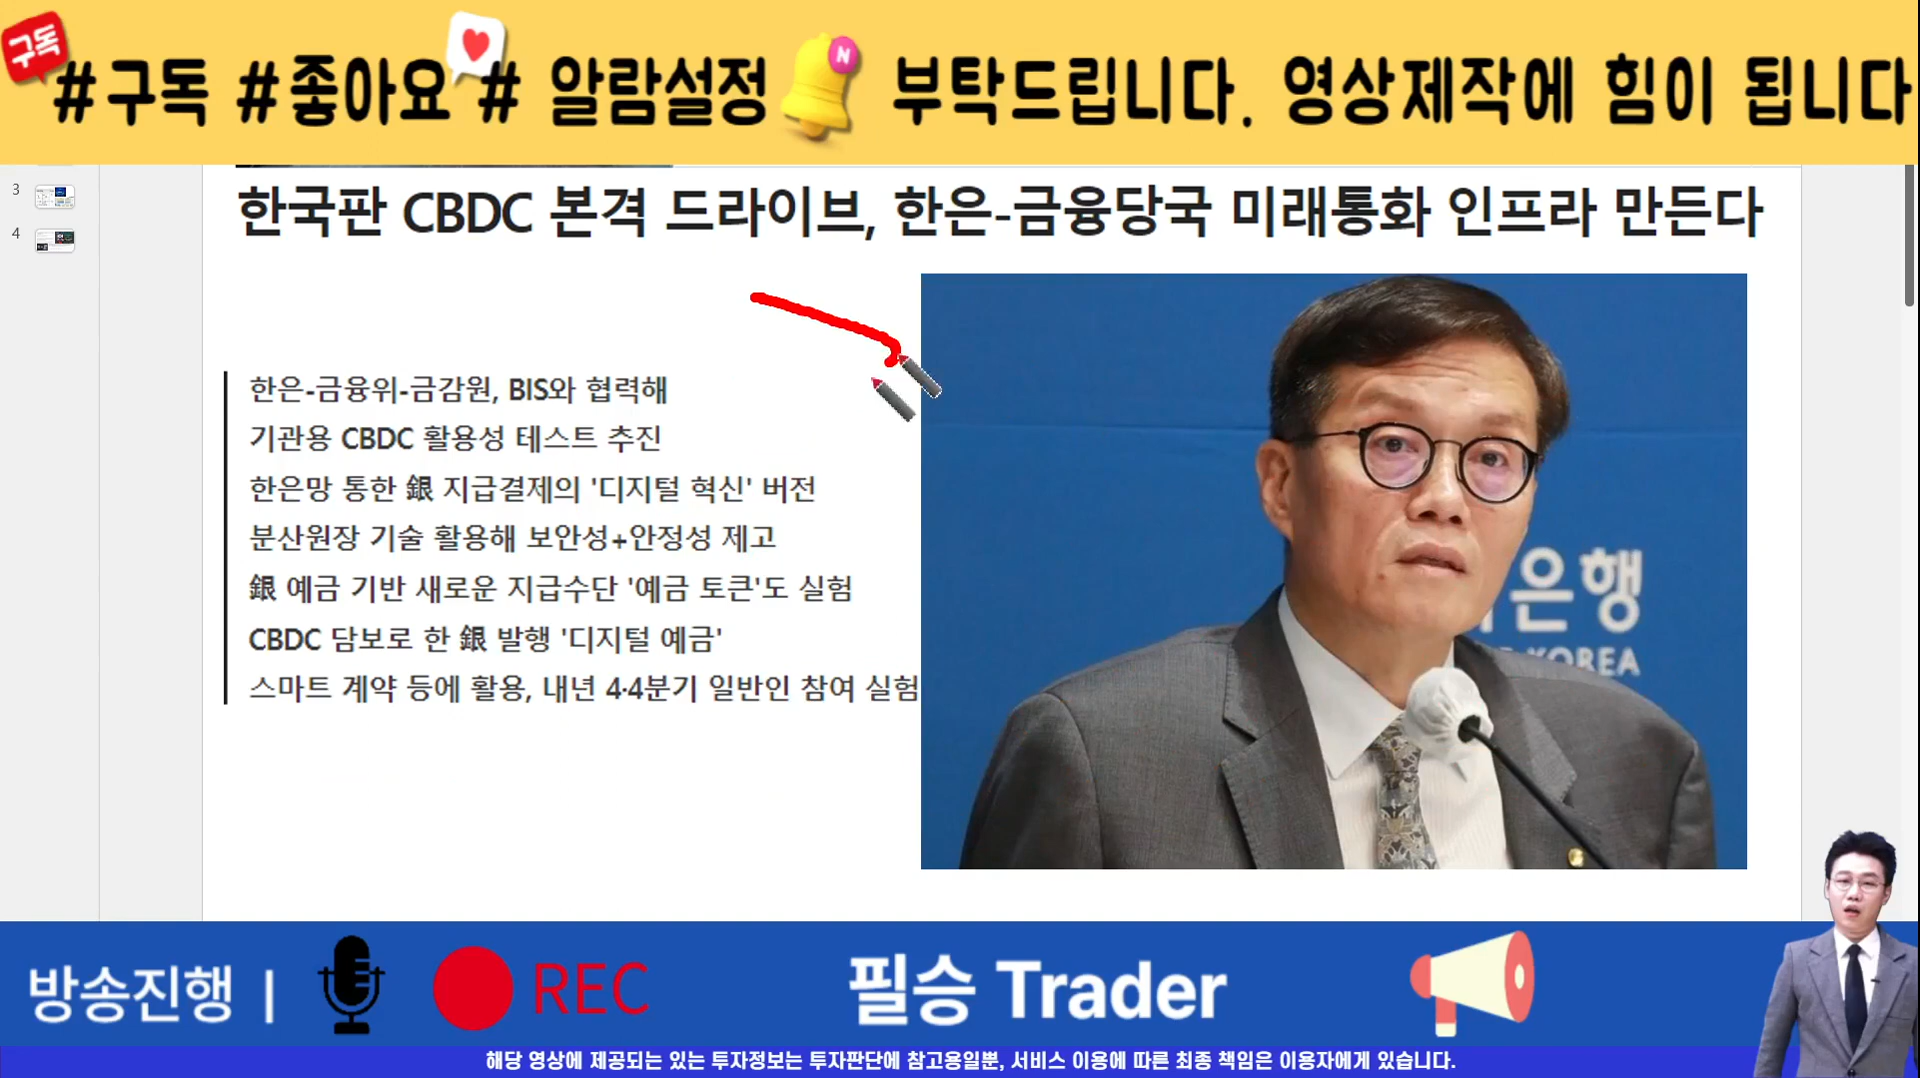 구독
#구독 #좋아요 # 알람설정 N 부탁드립니다. 영상제작에 힘이 됩니다
3
4
한국판 CBDC 본격 드라이브, 한은-금융당국 미래통화 인프라 만든다
한은-금융위-금감원, BIS와 협력해
기관용 CBDC 활용성 테스트 추진
한은망 통한 銀 지급결제의 '디지털 혁신' 버전
분산원장 기술 활용해 보안성+안정성 제고
銀 예금 기반 새로운 지급수단 '예금 토큰'도 실험
CBDC 담보로 한 銀 발행 '디지털 예금'
스마트 계약 등에 활용, 내년 4·4분기 일반인 참여 실험
은행
KOREA
방송진행 |
REC
필승 Trader
해당 영상에 제공되는 있는 투자정보는 투자판단에 참고용일뿐, 서비스 이용에 따른 최종 책임은 이용자에게 있습니다.